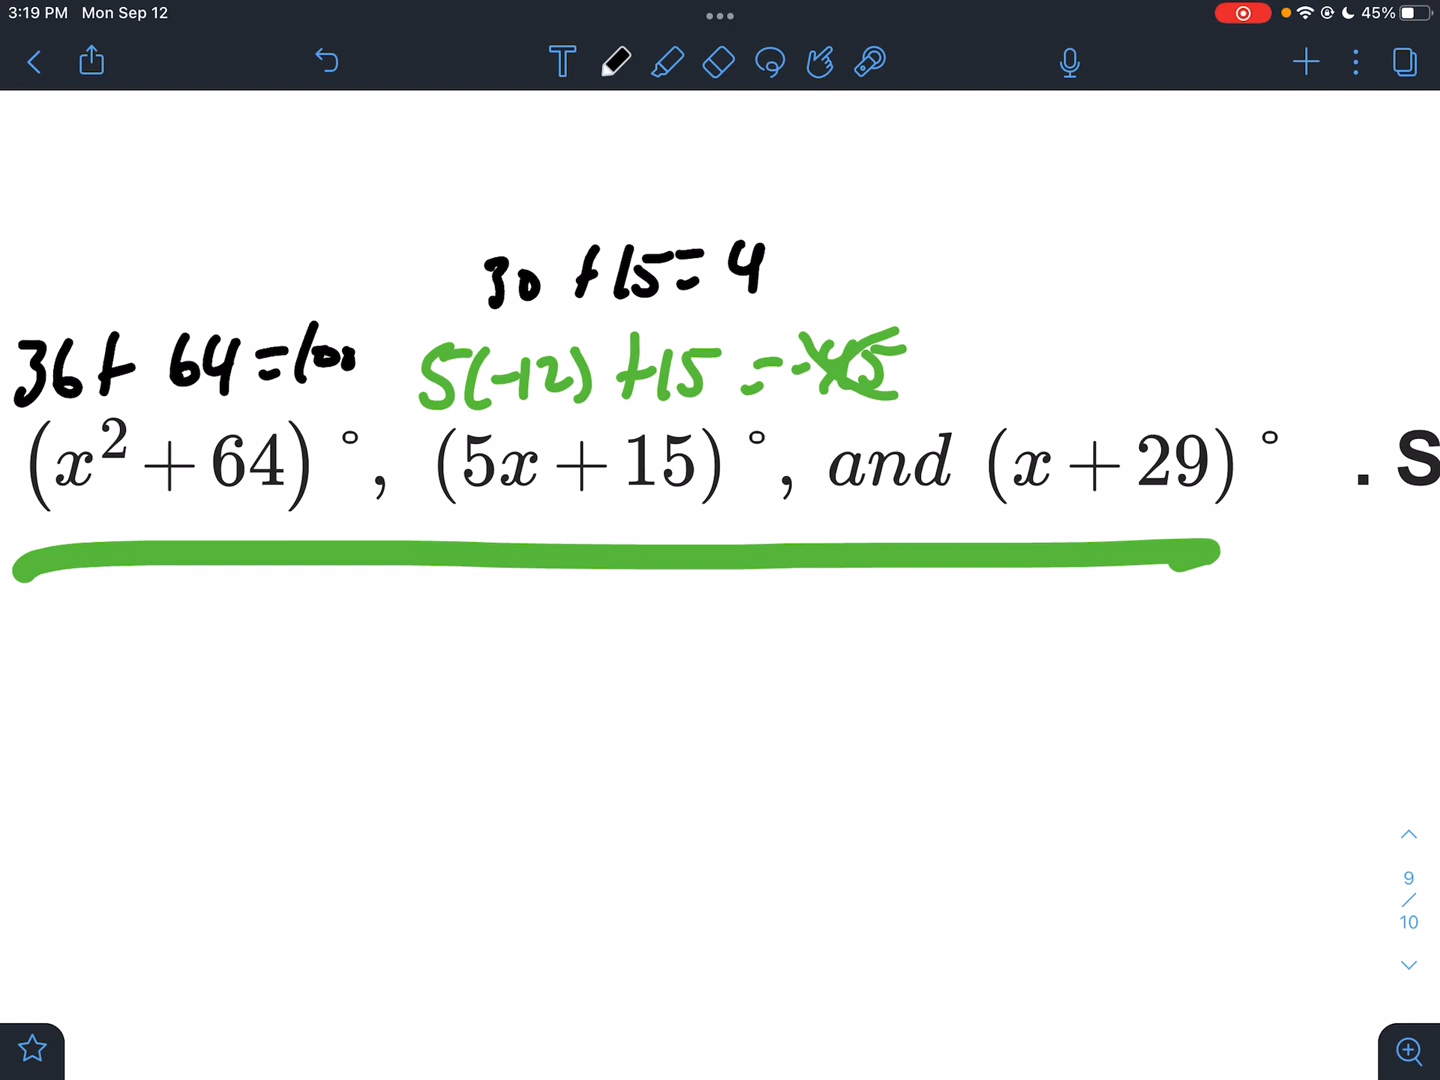 3:19 PM Mon Sep 12
45%
T
30 + 15 = 4
36 + 64 = 100 5(-12) + 15 = -45
(x² + 64)°, (5x + 15)°, and (x + 29)° . S
9
/
10